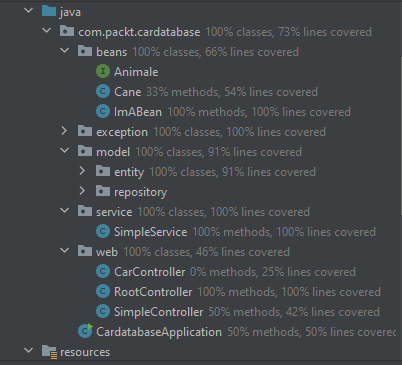 java
com.packt.cardatabase 100% classes, 73% lines covered
beans 100% classes, 66% lines covered
I Animale
C Cane 33% methods, 54% lines covered
C ImABean 100% methods, 100% lines covered
exception 100% classes, 100% lines covered
model 100% classes, 91% lines covered
entity 100% classes, 91% lines covered
repository
service 100% classes, 100% lines covered
C SimpleService 100% methods, 100% lines covered
web 100% classes, 46% lines covered
C CarController 0% methods, 25% lines covered
C RootController 100% methods, 100% lines covered
C SimpleController 50% methods, 42% lines covered
C CardatabaseApplication 50% methods, 50% lines covered
resources